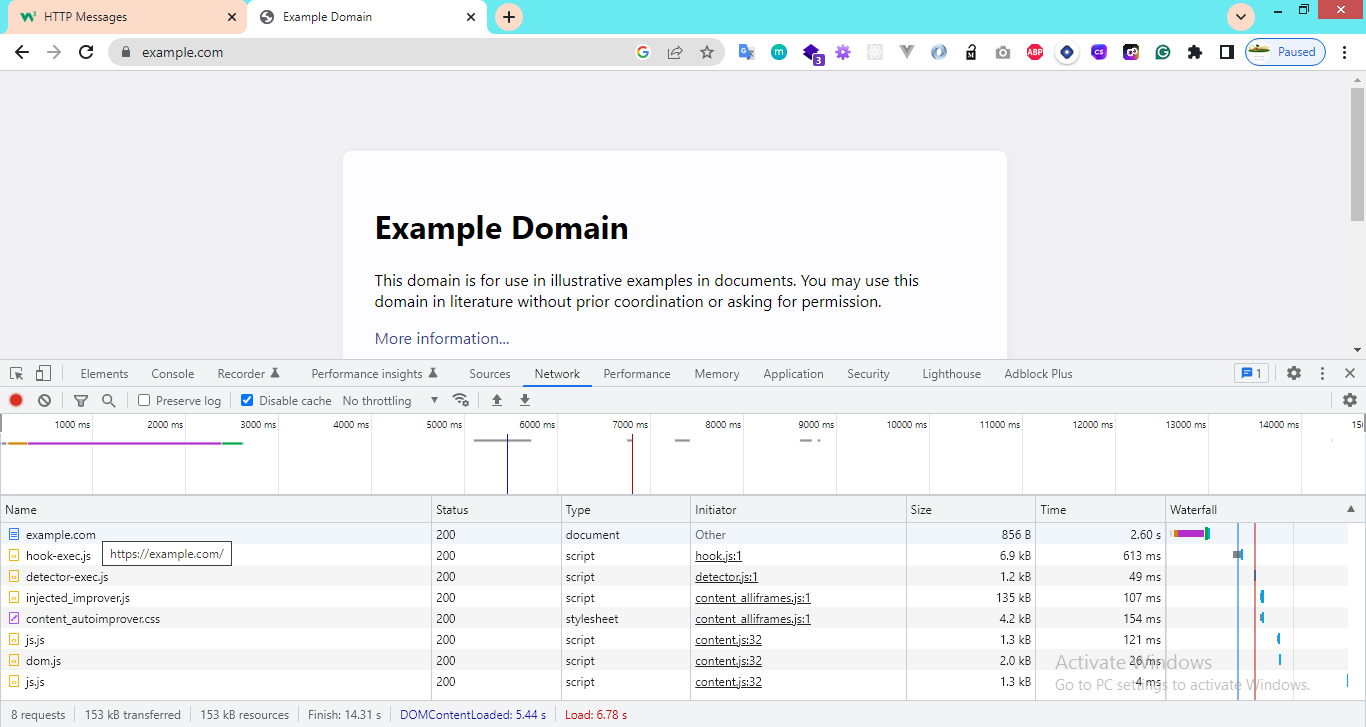 HTTP Messages
Example Domain
example.com
3
m
M
ABP
CS
G
Paused
Example Domain
This domain is for use in illustrative examples in documents. You may use this
domain in literature without prior coordination or asking for permission.
More information...
Elements Console Recorder Performance insights Sources Network Performance Memory Application Security Lighthouse Adblock Plus 1
Preserve log Disable cache No throttling
1000 ms 2000 ms 3000 ms 4000 ms 5000 ms 6000 ms 7000 ms 8000 ms 9000 ms 10000 ms 11000 ms 12000 ms 13000 ms 14000 ms 150
Name Status Type Initiator Size Time Waterfall
example.com 200 document Other 856 B 2.60 s
hook-exec.js 200 script hook.js:1 6.9 kB 613 ms
https://example.com/
detector-exec.js 200 script detector.js:1 1.2 kB 49 ms
injected_improver.js 200 script content_alliframes.js:1 135 kB 107 ms
content_autoimprover.css 200 stylesheet content_alliframes.js:1 4.2 kB 154 ms
js.js 200 script content.js:32 1.3 kB 121 ms
dom.js 200 script content.js:32 2.0 kB 26 ms
js.js 200 script content.js:32 1.3 kB 4 ms
Activate Windows
Go to PC settings to activate Windows.
8 requests 153 kB transferred 153 kB resources Finish: 14.31 s DOMContentLoaded: 5.44 s Load: 6.78 s